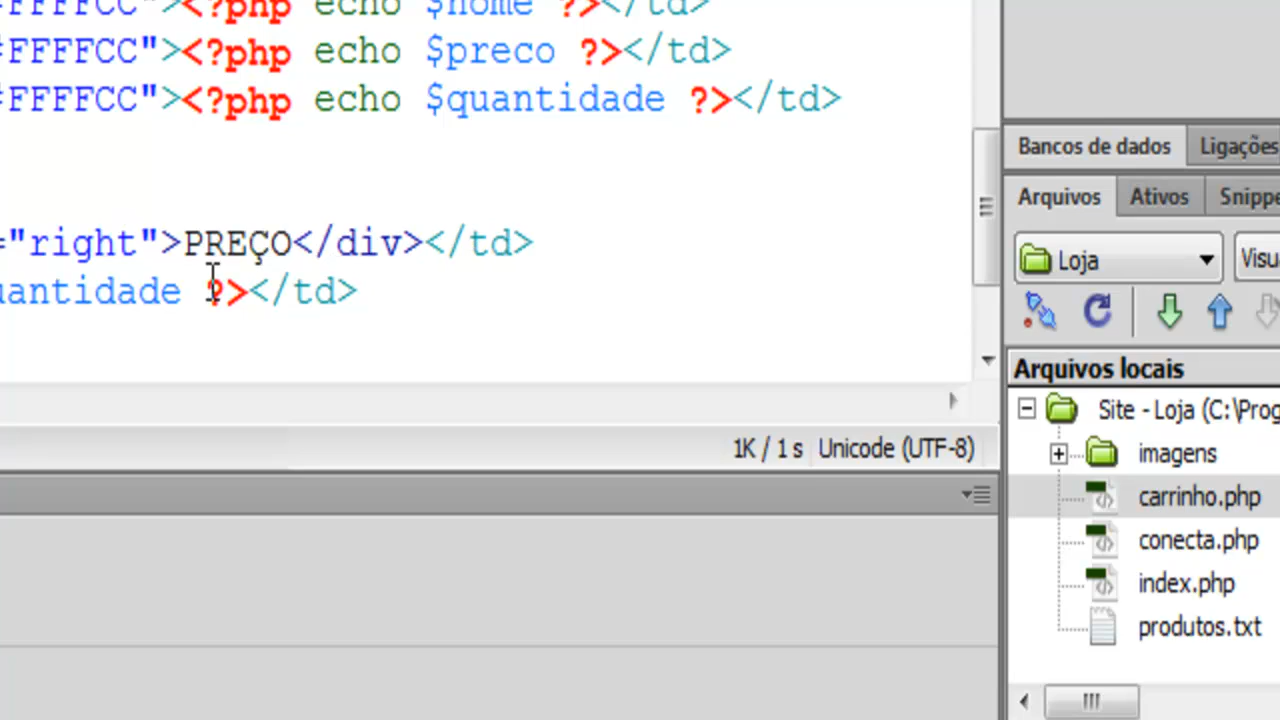 #FFFFCC"><?php echo $nome ?></td>
#FFFFCC"><?php echo $preco ?></td>
#FFFFCC"><?php echo $quantidade ?></td>
="right">PREÇO</div></td>
uantidade ?></td>
1K / 1 s Unicode (UTF-8)
Bancos de dados Ligações
Arquivos Ativos Snippe
Loja Visu
Arquivos locais
Site - Loja (C:\Prog
imagens
carrinho.php
conecta.php
index.php
produtos.txt